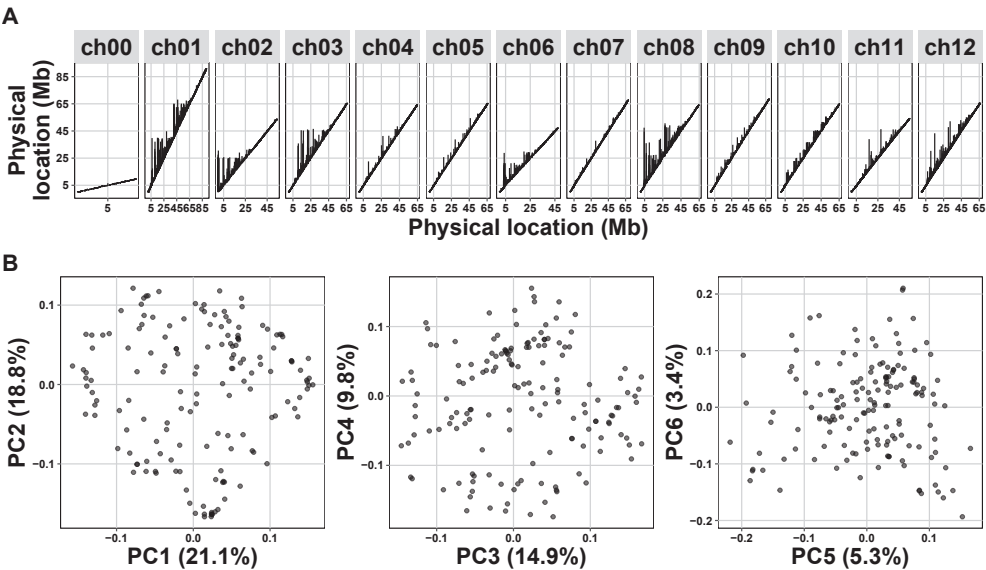 A
ch00 ch01 ch02 ch03 ch04 ch05 ch06 ch07 ch08 ch09 ch10 ch11 ch12
Physical
location (Mb)
85
65
45
25
5
5 5 25456585 5 25 45 5 25 45 65 5 25 45 65 5 25 45 65 5 25 45 5 25 45 65 5 25 45 65 5 25 45 65 5 25 45 65 5 25 45 5 25 45 65
Physical location (Mb)
B
PC2 (18.8%)
0.1
0.0
−0.1
−0.1 0.0 0.1
PC1 (21.1%)
PC4 (9.8%)
0.1
0.0
−0.1
−0.1 0.0 0.1
PC3 (14.9%)
PC6 (3.4%)
0.2
0.1
0.0
−0.1
−0.2
−0.2 −0.1 0.0 0.1
PC5 (5.3%)